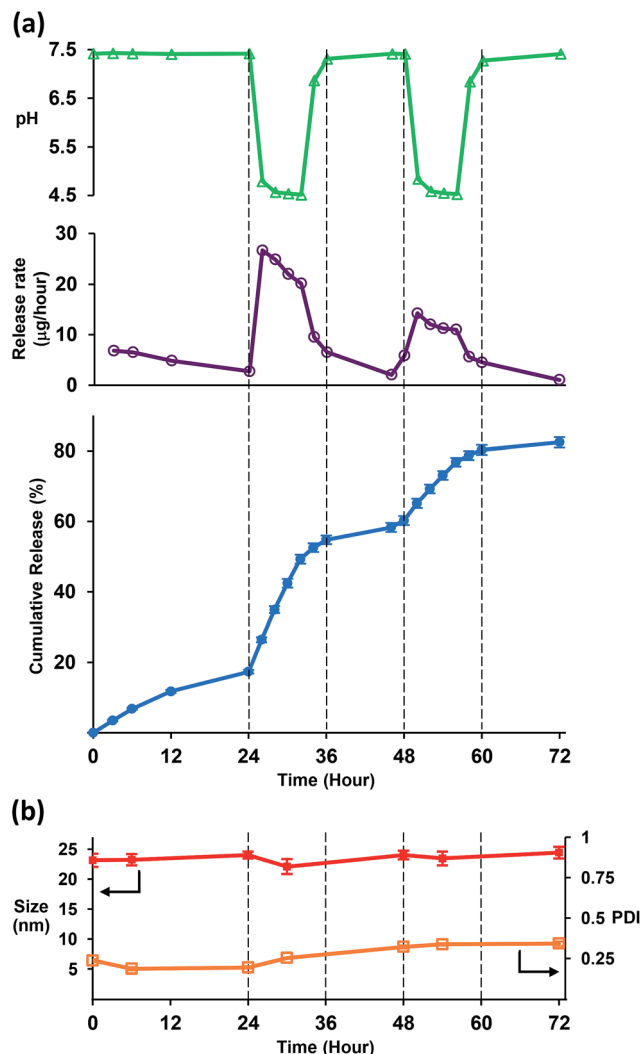 (a)
7.5
6.5
pH
5.5
4.5
30
20
10
0
Release rate
(µg/hour)
80
60
40
20
Cumulative Release (%)
0 12 24 36 48 60 72
Time (Hour)
(b)
25 1
20 0.75
Size
(nm)
15 0.5 PDI
10
5 0.25
0 12 24 36 48 60 72
Time (Hour)